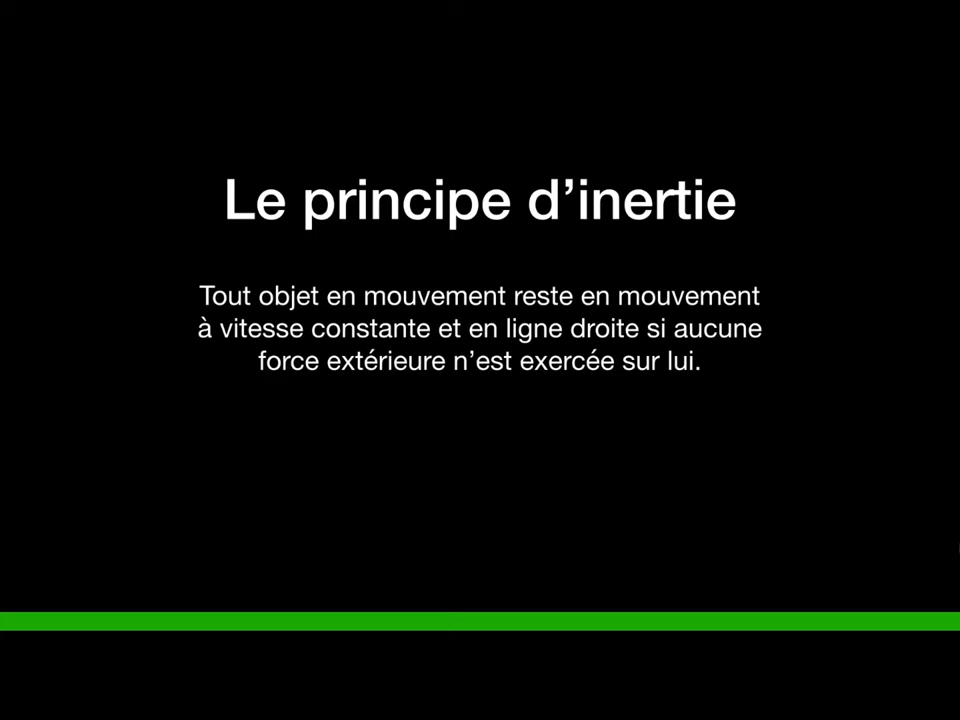 Le principe d’inertie
Tout objet en mouvement reste en mouvement
à vitesse constante et en ligne droite si aucune
force extérieure n’est exercée sur lui.